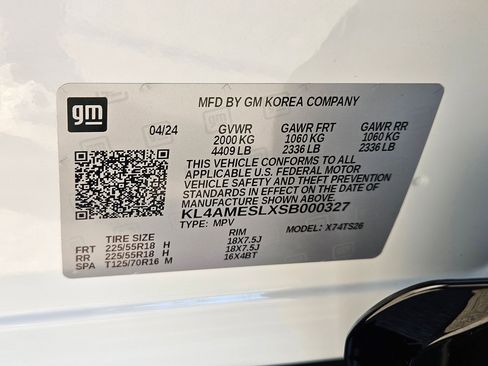 gm
MFD BY GM KOREA COMPANY
04/24 GVWR GAWR FRT GAWR RR
2000 KG 1060 KG 1060 KG
4409 LB 2336 LB 2336 LB
THIS VEHICLE CONFORMS TO ALL
APPLICABLE U.S. FEDERAL MOTOR
VEHICLE SAFETY AND THEFT PREVENTION
STANDARDS IN EFFECT ON THE DATE OF
MANUFACTURE SHOWN ABOVE.
KL4AMESLXSB000327
TYPE: MPV MODEL: X74TS26
TIRE SIZE RIM
FRT 225/55R18 H 18X7.5J
RR 225/55R18 H 18X7.5J
SPA T125/70R16 M 16X4BT